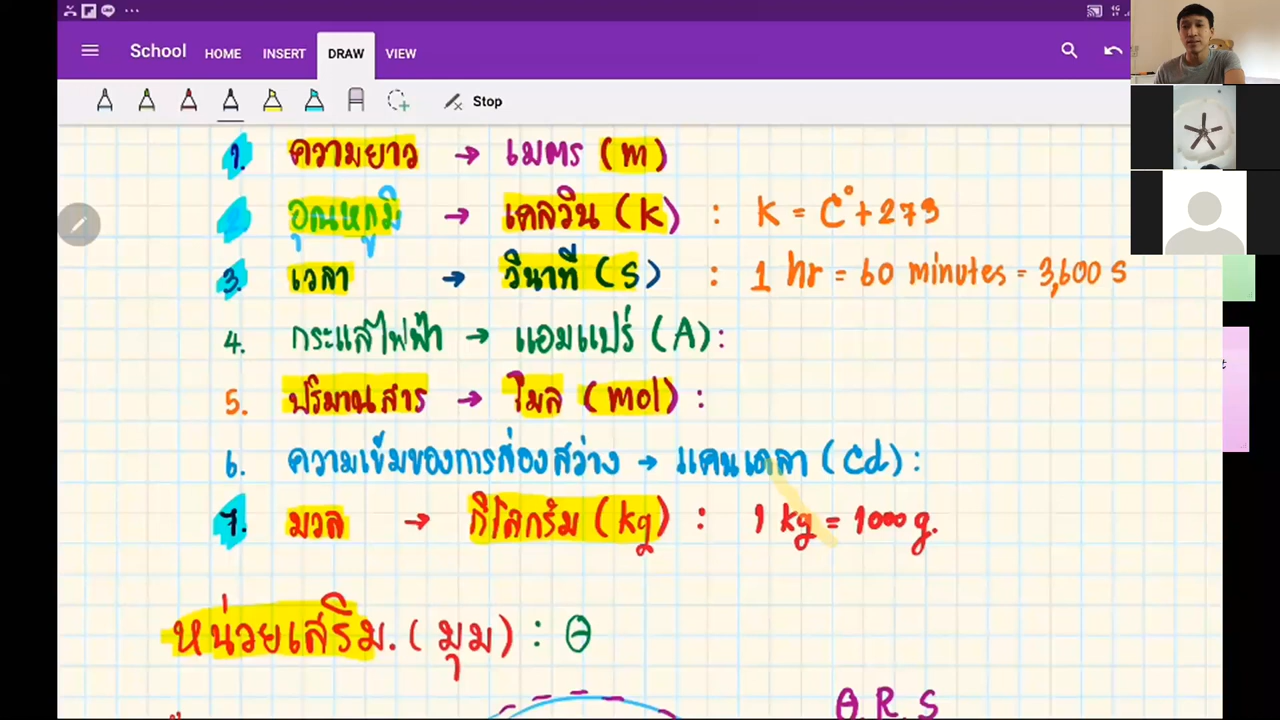 School HOME INSERT DRAW VIEW
Stop
1. ความยาว → เมตร (m)
2. อุณหภูมิ → เคลวิน (K) : K = C° + 273
3. เวลา → วินาที (s) : 1 hr = 60 minutes = 3,600 s
4. กระแสไฟฟ้า → แอมแปร์ (A) :
5. ปริมาณสาร → โมล (mol) :
6. ความเข้มของการส่องสว่าง → แคนเดลา (Cd) :
7. มวล → กิโลกรัม (kg) : 1 kg = 1000 g.
หน่วยเสริม. (มุม) : θ
θ, R, S